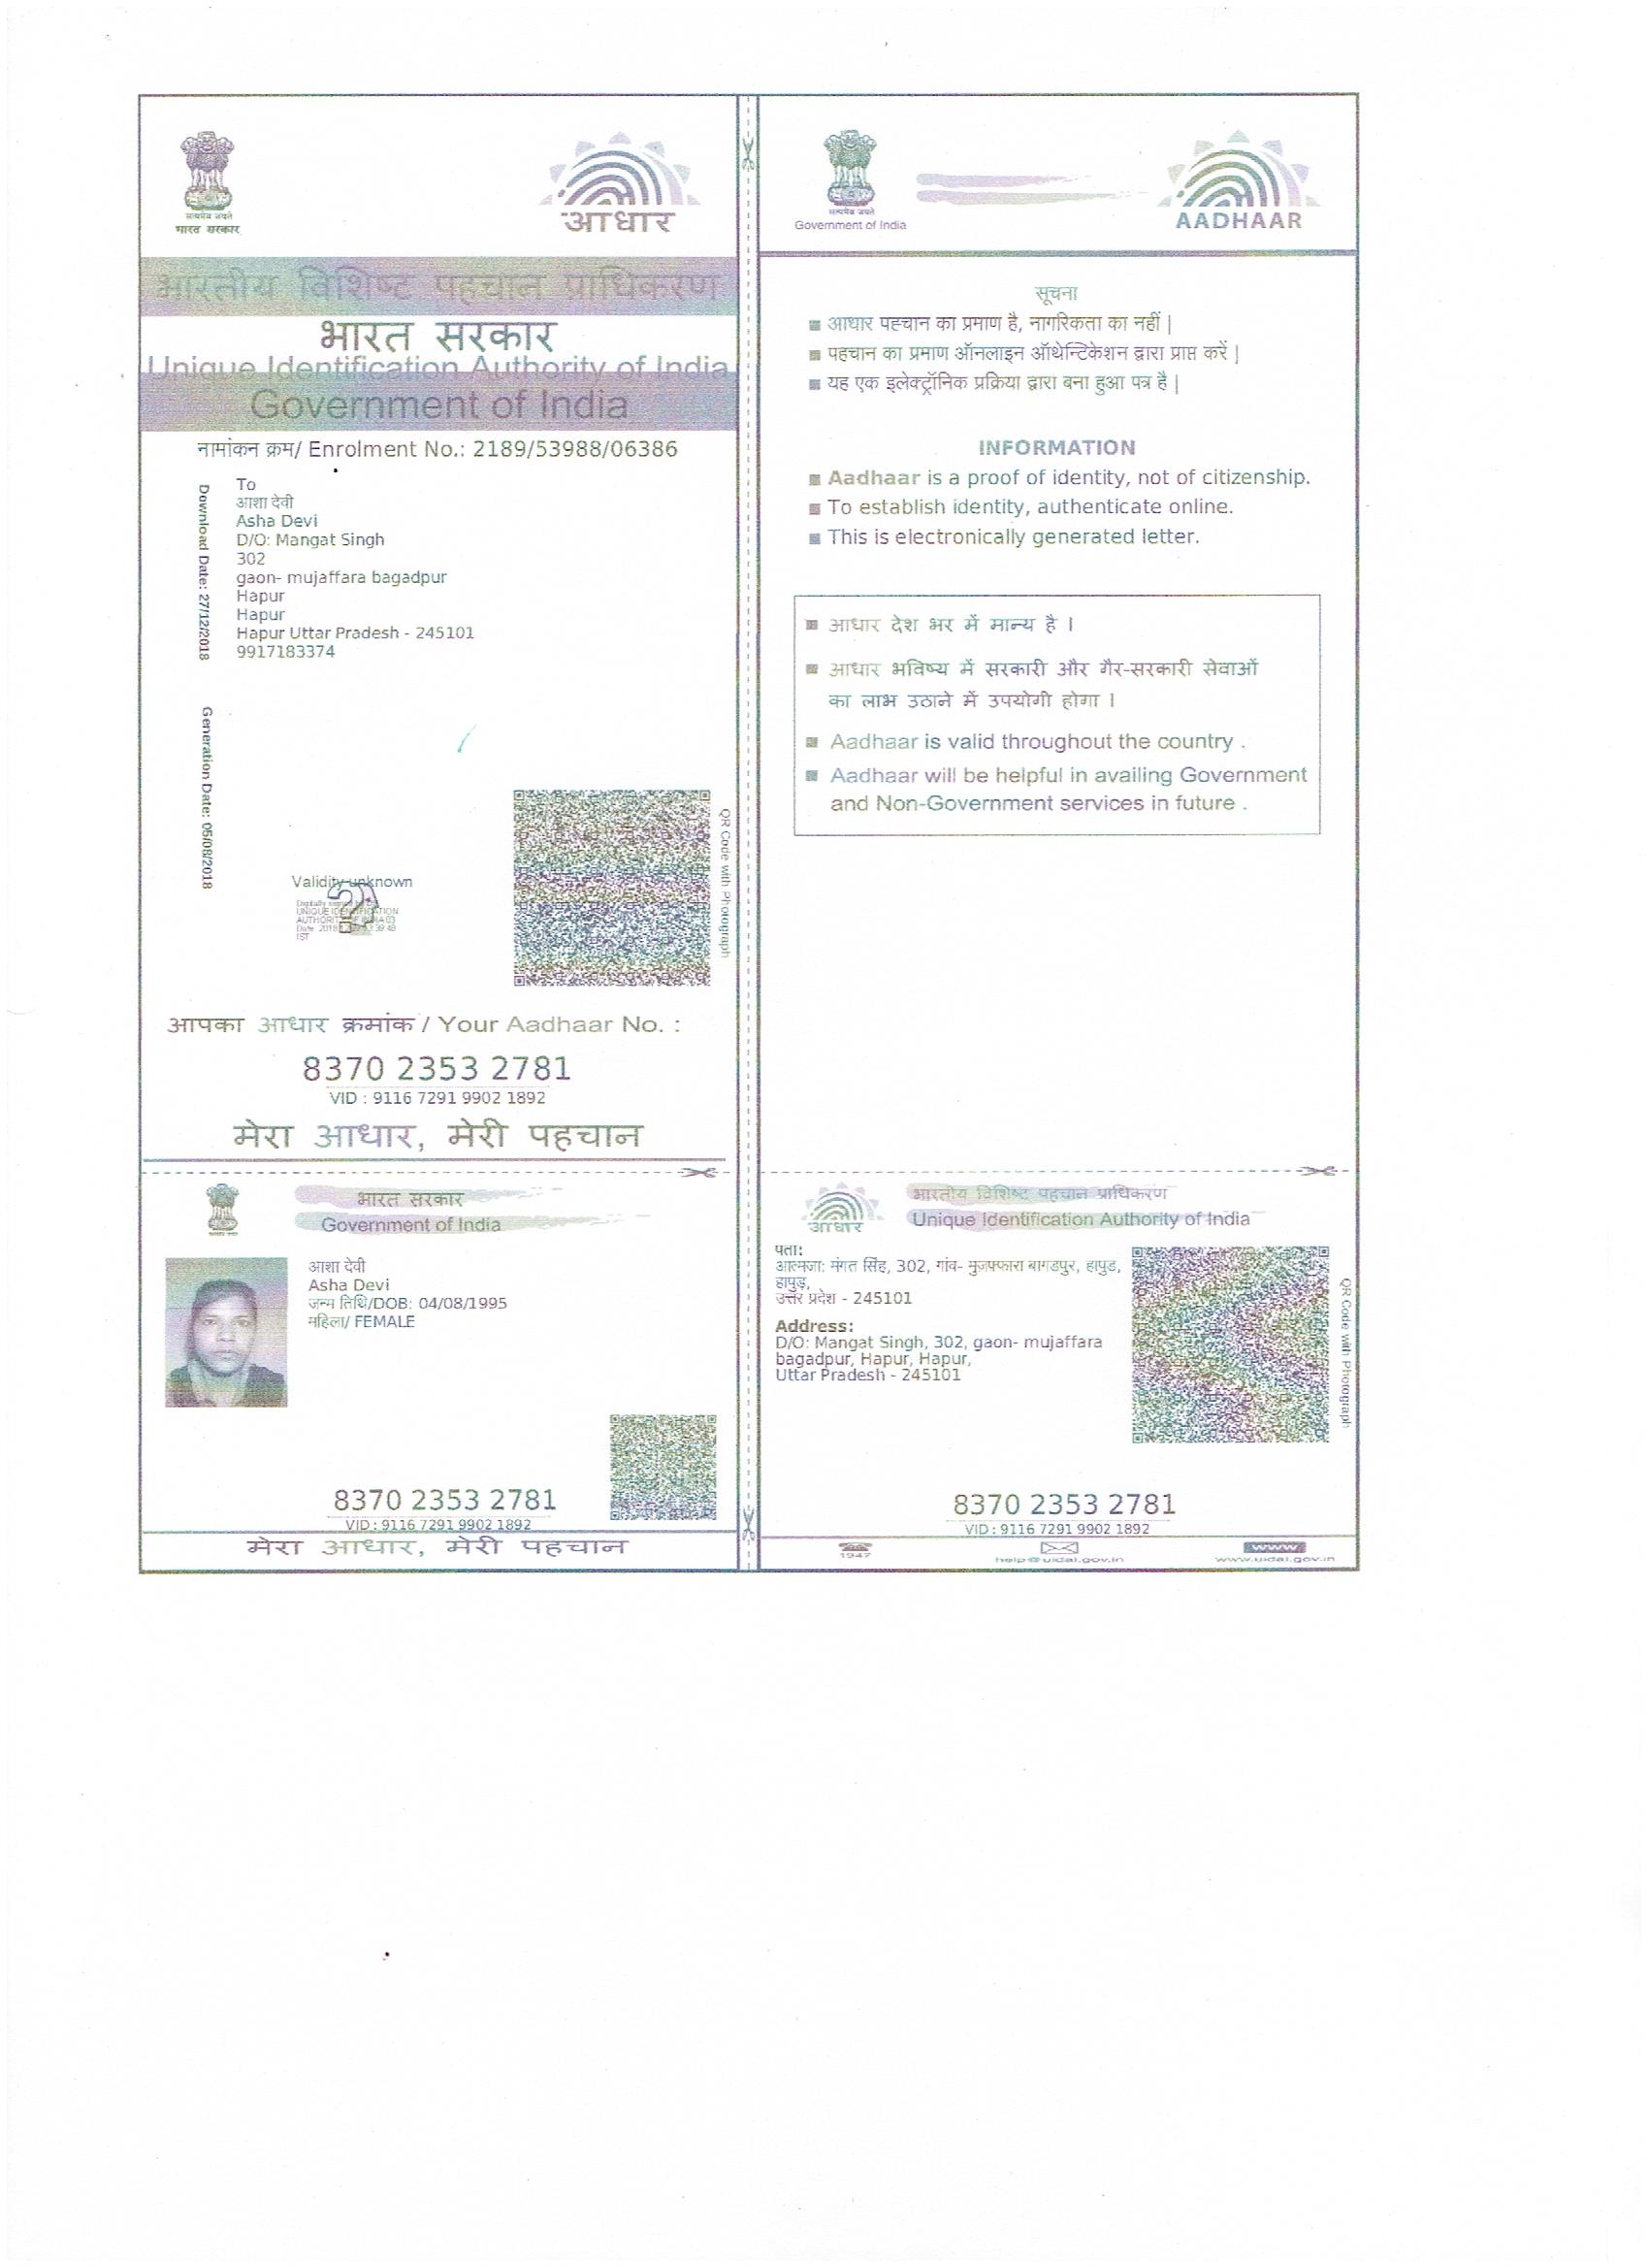 सत्यमेव जयते
भारत सरकार
आधार
भारतीय विशिष्ट पहचान प्राधिकरण
भारत सरकार
Unique Identification Authority of India
Government of India
नामांकन क्रम/ Enrolment No.: 2189/53988/06386
Download Date: 27/12/2018
To
आशा देवी
Asha Devi
D/O: Mangat Singh
302
gaon- mujaffara bagadpur
Hapur
Hapur
Hapur Uttar Pradesh - 245101
9917183374
Generation Date: 05/08/2018
Validity unknown
Digitally signed by
UNIQUE IDENTIFICATION
AUTHORITY OF INDIA 03
IST
QR Code with Photograph
आपका आधार क्रमांक / Your Aadhaar No. :
8370 2353 2781
VID : 9116 7291 9902 1892
मेरा आधार, मेरी पहचान
सत्यमेव जयते
Government of India
AADHAAR
सूचना
■ आधार पहचान का प्रमाण है, नागरिकता का नहीं |
■ पहचान का प्रमाण ऑनलाइन ऑथेन्टिकेशन द्वारा प्राप्त करें |
■ यह एक इलेक्ट्रॉनिक प्रक्रिया द्वारा बना हुआ पत्र है |
INFORMATION
■ Aadhaar is a proof of identity, not of citizenship.
■ To establish identity, authenticate online.
■ This is electronically generated letter.
■ आधार देश भर में मान्य है ।
■ आधार भविष्य में सरकारी और गैर-सरकारी सेवाओं
का लाभ उठाने में उपयोगी होगा ।
■ Aadhaar is valid throughout the country .
■ Aadhaar will be helpful in availing Government
and Non-Government services in future .
भारत सरकार
Government of India
आशा देवी
Asha Devi
जन्म तिथि/DOB: 04/08/1995
महिला/ FEMALE
8370 2353 2781
VID : 9116 7291 9902 1892
मेरा आधार, मेरी पहचान
आधार
भारतीय विशिष्ट पहचान प्राधिकरण
Unique Identification Authority of India
पता:
आत्मजा: मंगत सिंह, 302, गांव- मुजफ्फारा बागडपुर, हापुड,
हापुड़,
उत्तर प्रदेश - 245101
Address:
D/O: Mangat Singh, 302, gaon- mujaffara
bagadpur, Hapur, Hapur,
Uttar Pradesh - 245101
QR Code with Photograph
8370 2353 2781
VID : 9116 7291 9902 1892
1947
help@uidai.gov.in
www
www.uidai.gov.in